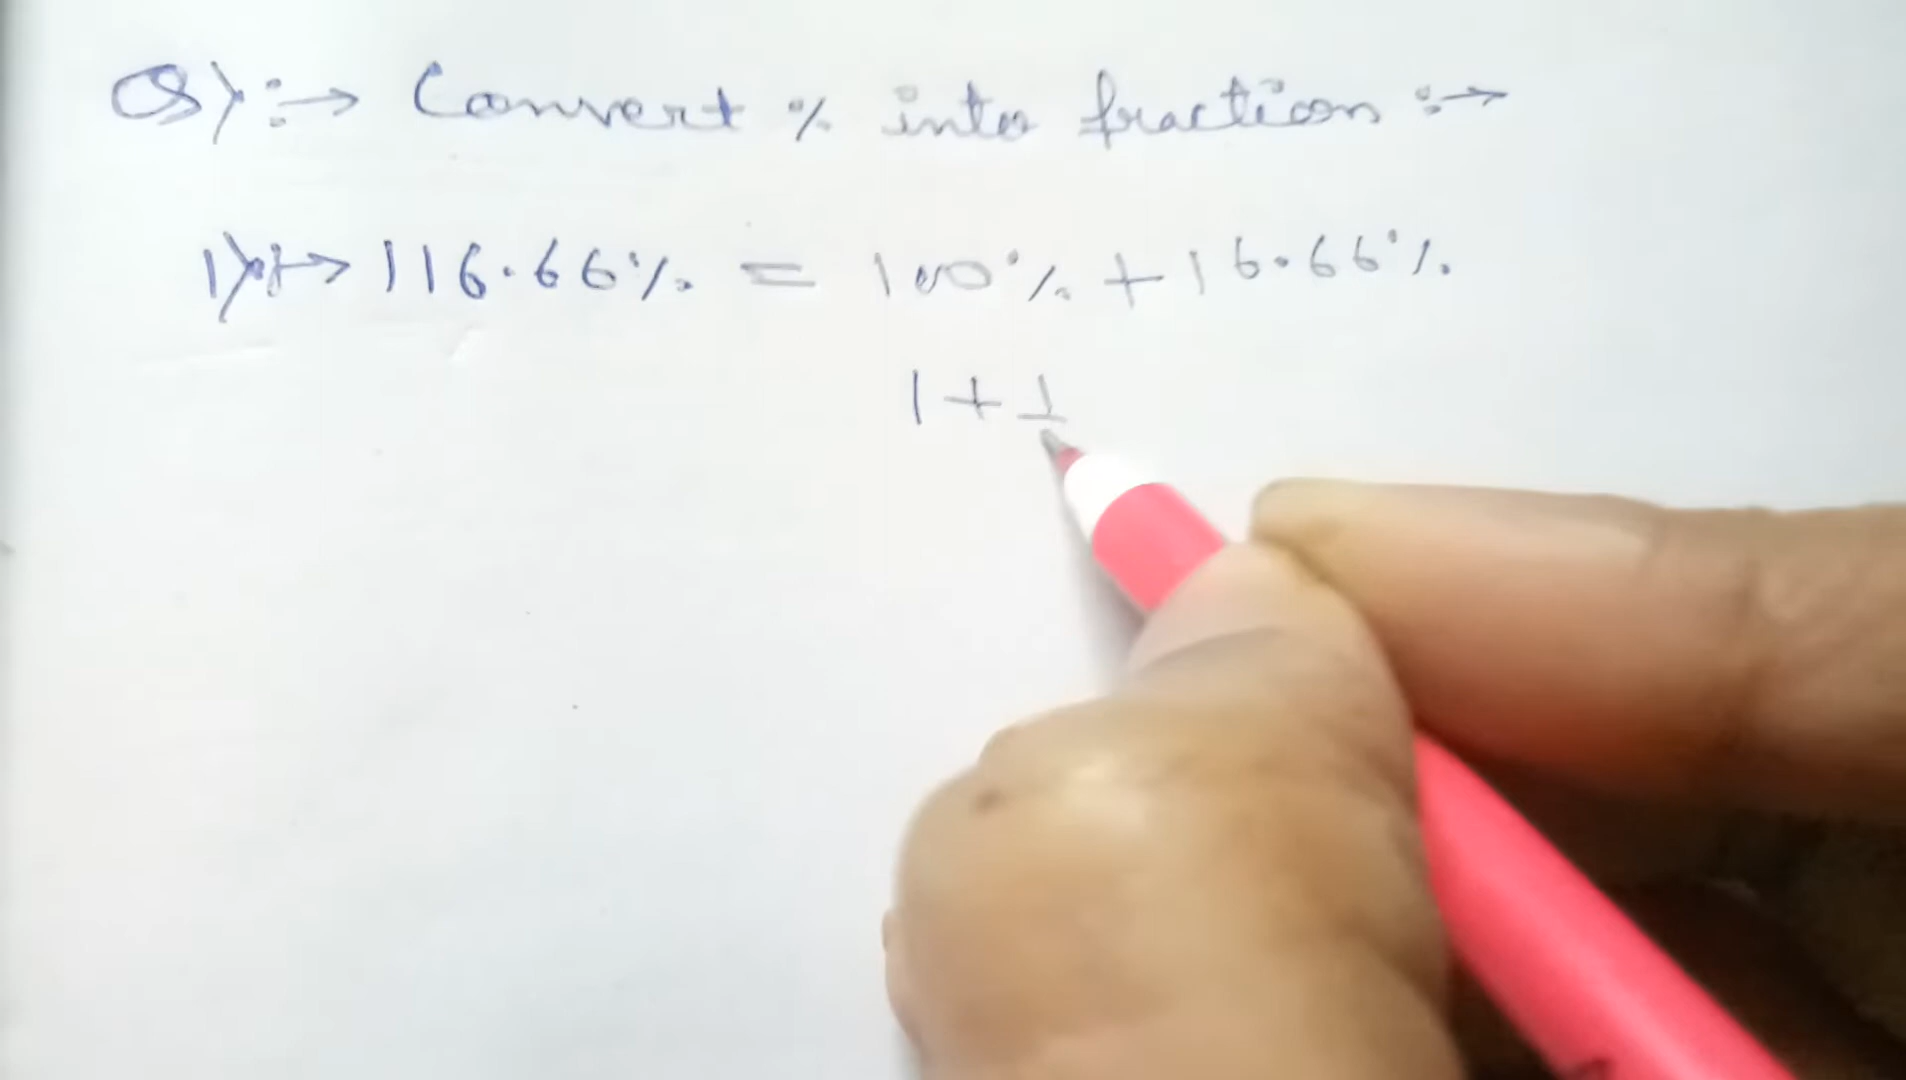 Q):→ Convert % into fraction :→
1):→ 116.66% = 100% + 16.66%
1 + 1